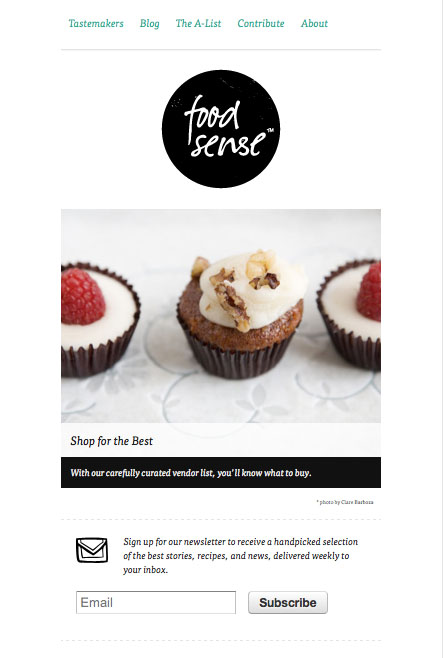 Tastemakers Blog The A-List Contribute About
food
sense™
Shop for the Best
With our carefully curated vendor list, you'll know what to buy.
* photo by Clare Barboza
Sign up for our newsletter to receive a handpicked selection
of the best stories, recipes, and news, delivered weekly to
your inbox.
Email Subscribe